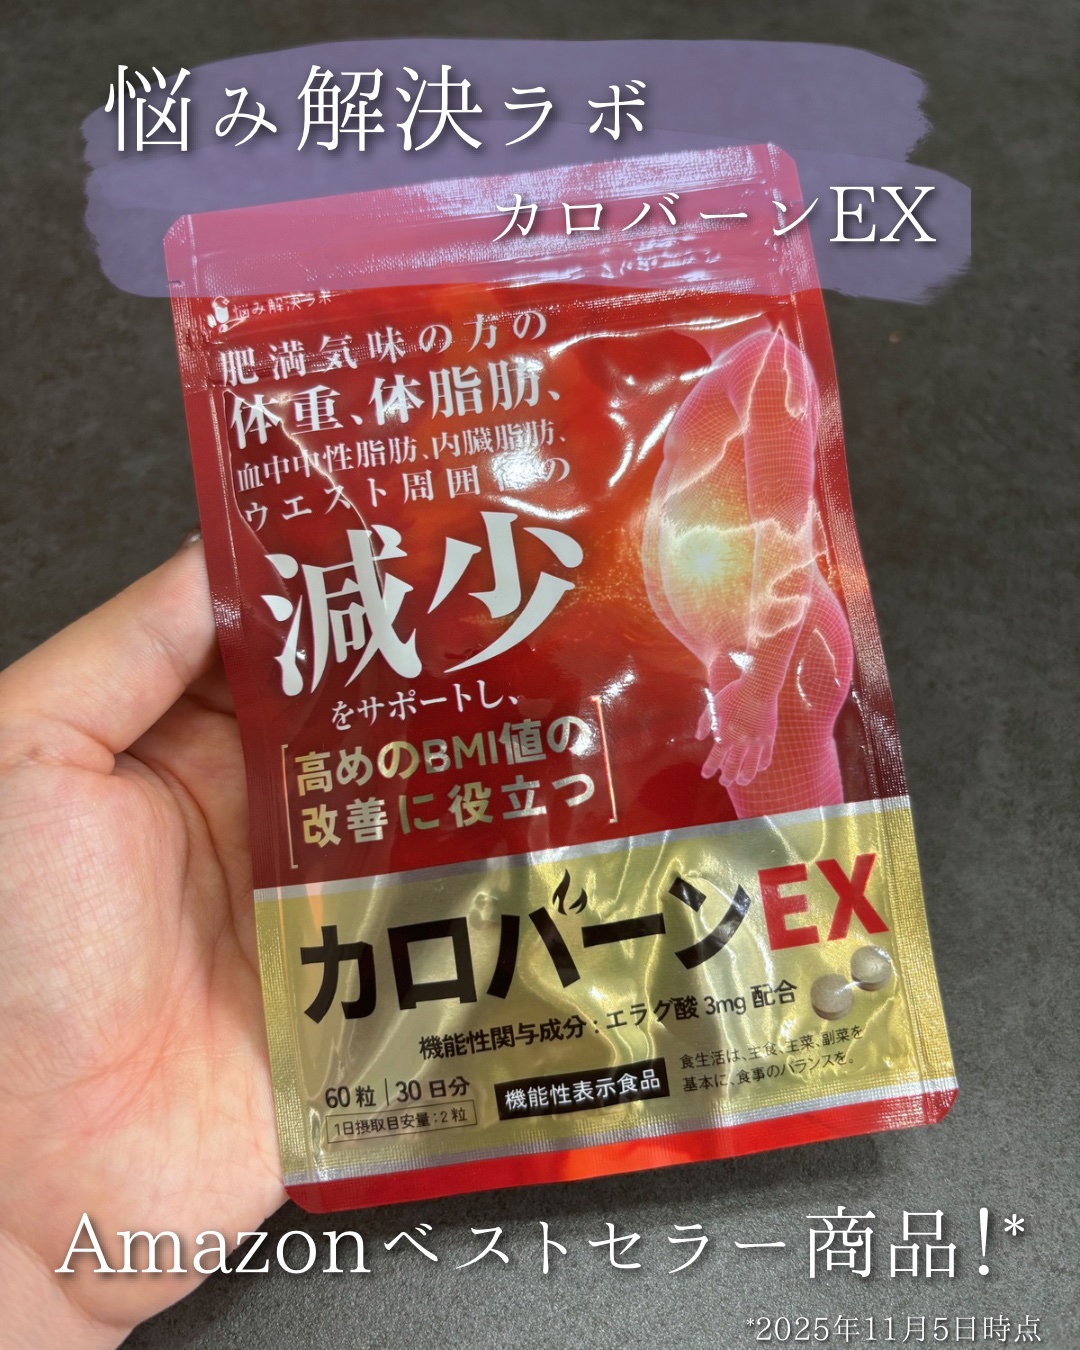 悩み解決ラボ
カロバーンEX
悩み解決ラボ
肥満気味の方の
体重、体脂肪、
血中中性脂肪、内臓脂肪、
ウエスト周囲径の
減少
をサポートし、
高めのBMI値の
改善に役立つ
カロバーンEX
機能性関与成分：エラグ酸 3mg 配合
60粒 | 30日分
1日摂取目安量：2粒
機能性表示食品
食生活は、主食、主菜、副菜を
基本に、食事のバランスを。
Amazonベストセラー商品!*
*2025年11月5日時点